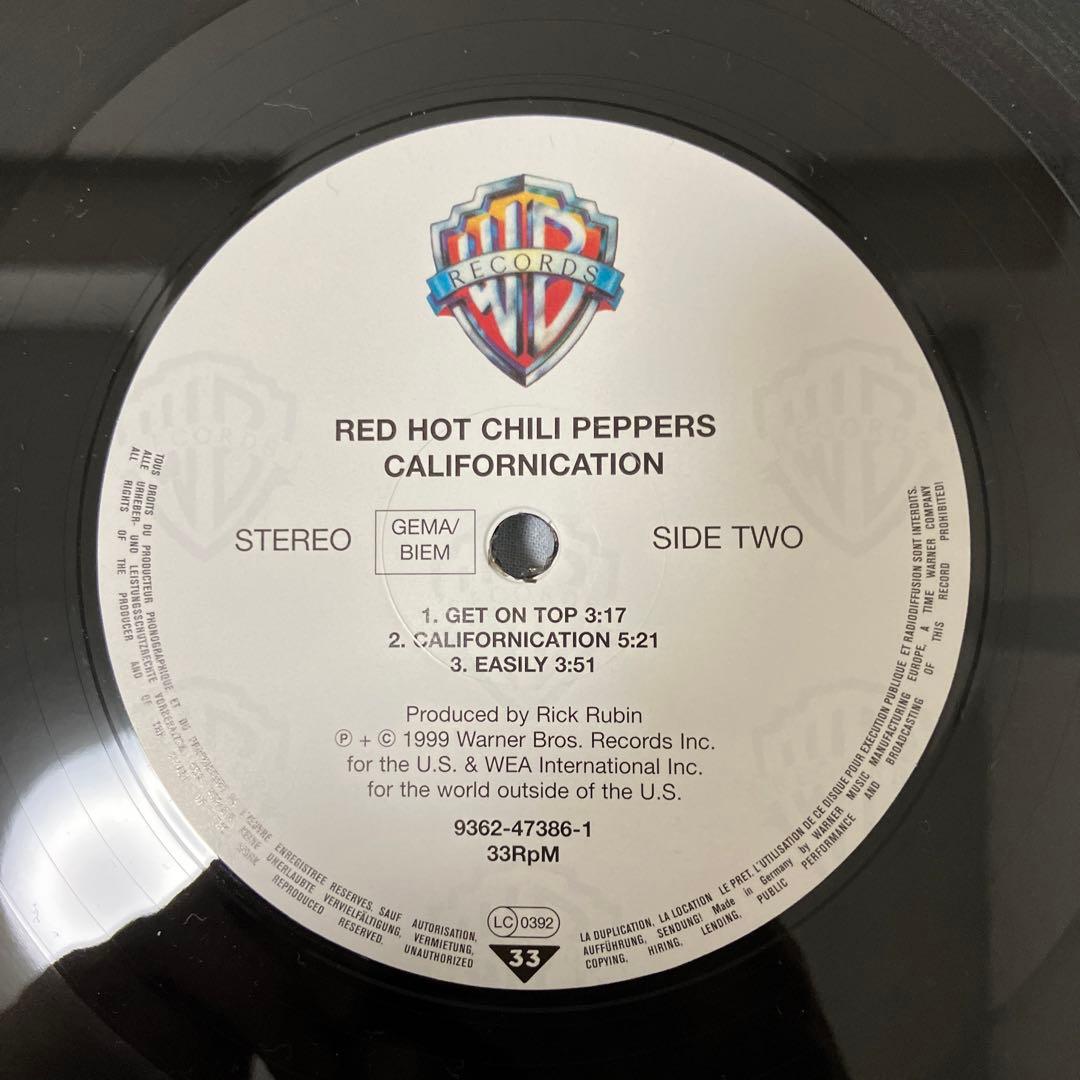 WB
RECORDS
RED HOT CHILI PEPPERS
CALIFORNICATION
STEREO
GEMA/
BIEM
SIDE TWO
1. GET ON TOP 3:17
2. CALIFORNICATION 5:21
3. EASILY 3:51
Produced by Rick Rubin
℗ + © 1999 Warner Bros. Records Inc.
for the U.S. & WEA International Inc.
for the world outside of the U.S.
9362-47386-1
33RpM
LC 0392
33
TOUS DROITS DU PRODUCTEUR PHONOGRAPHIQUE ET DU ENREGISTREE RESERVES. SAUF AUTORISATION, LA DUPLICATION, LA LOCATION LE PRET, L'UTILISATION DE CE DISQUE POUR EXECUTION PUBLIQUE ET RADIODIFFUSION SONT INTERDITS.
ALLE URHEBER- UND LEISTUNGSSCHUTZRECHTE UNERLAUBTE VERVIELFÄLTIGUNG, VERMIETUNG, AUFFÜHRUNG, SENDUNG! Made in Germany by WARNER MUSIC MANUFACTURING EUROPE, A TIME WARNER COMPANY
ALL RIGHTS OF THE PRODUCER AND OF REPRODUCED RESERVED. UNAUTHORIZED COPYING, HIRING, LENDING, PUBLIC PERFORMANCE AND BROADCASTING OF THIS RECORD PROHIBITED!